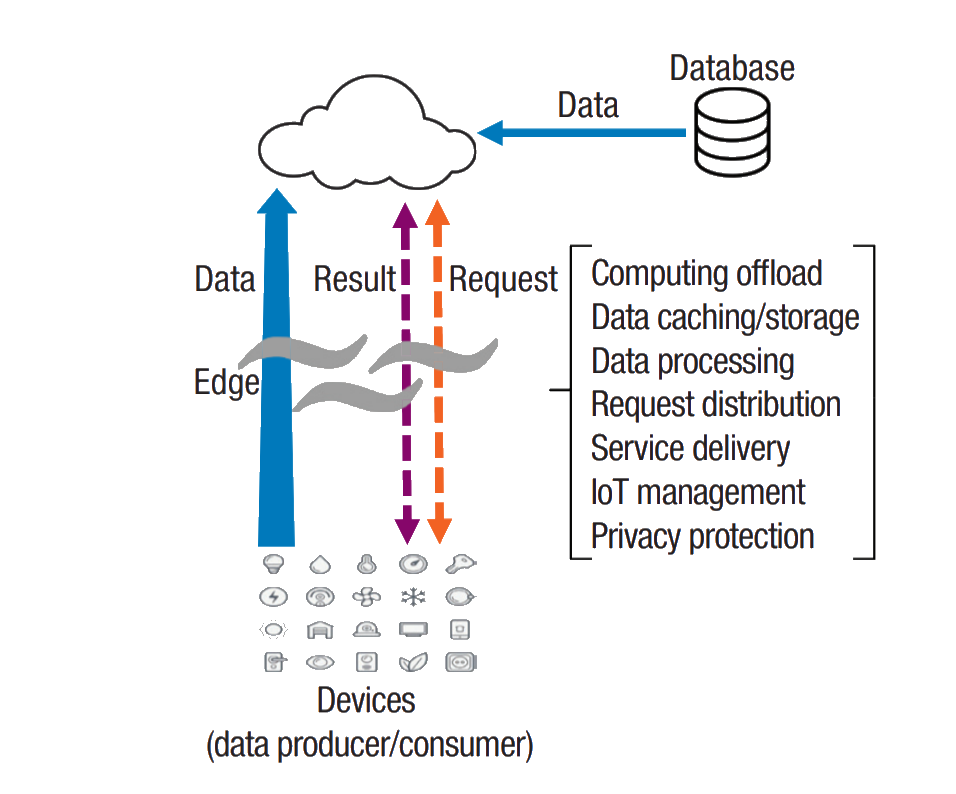 Database
Data
Data
Result
Request
Edge
Computing offload
Data caching/storage
Data processing
Request distribution
Service delivery
IoT management
Privacy protection
Devices
(data producer/consumer)